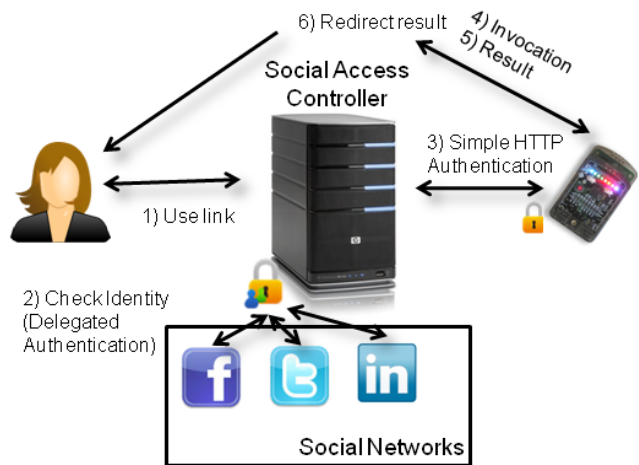 6) Redirect result
4) Invocation
5) Result
Social Access
Controller
3) Simple HTTP
Authentication
1) Use link
hp
2) Check Identity
(Delegated
Authentication)
f
t
in
Social Networks